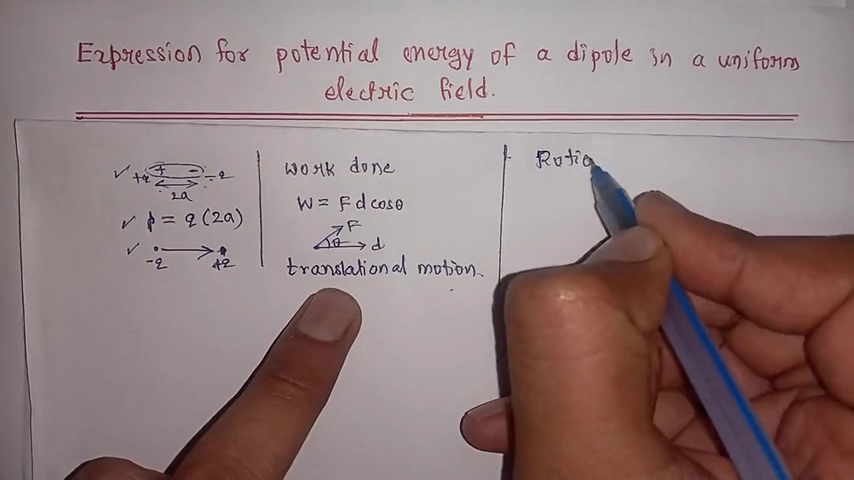 Expression for potential energy of a dipole in a uniform
electric field.
✓ +q + - -q
2a
✓ p = q (2a)
✓ -q +q
work done
W = F d cosθ
F
θ d
translational motion.
Rotio